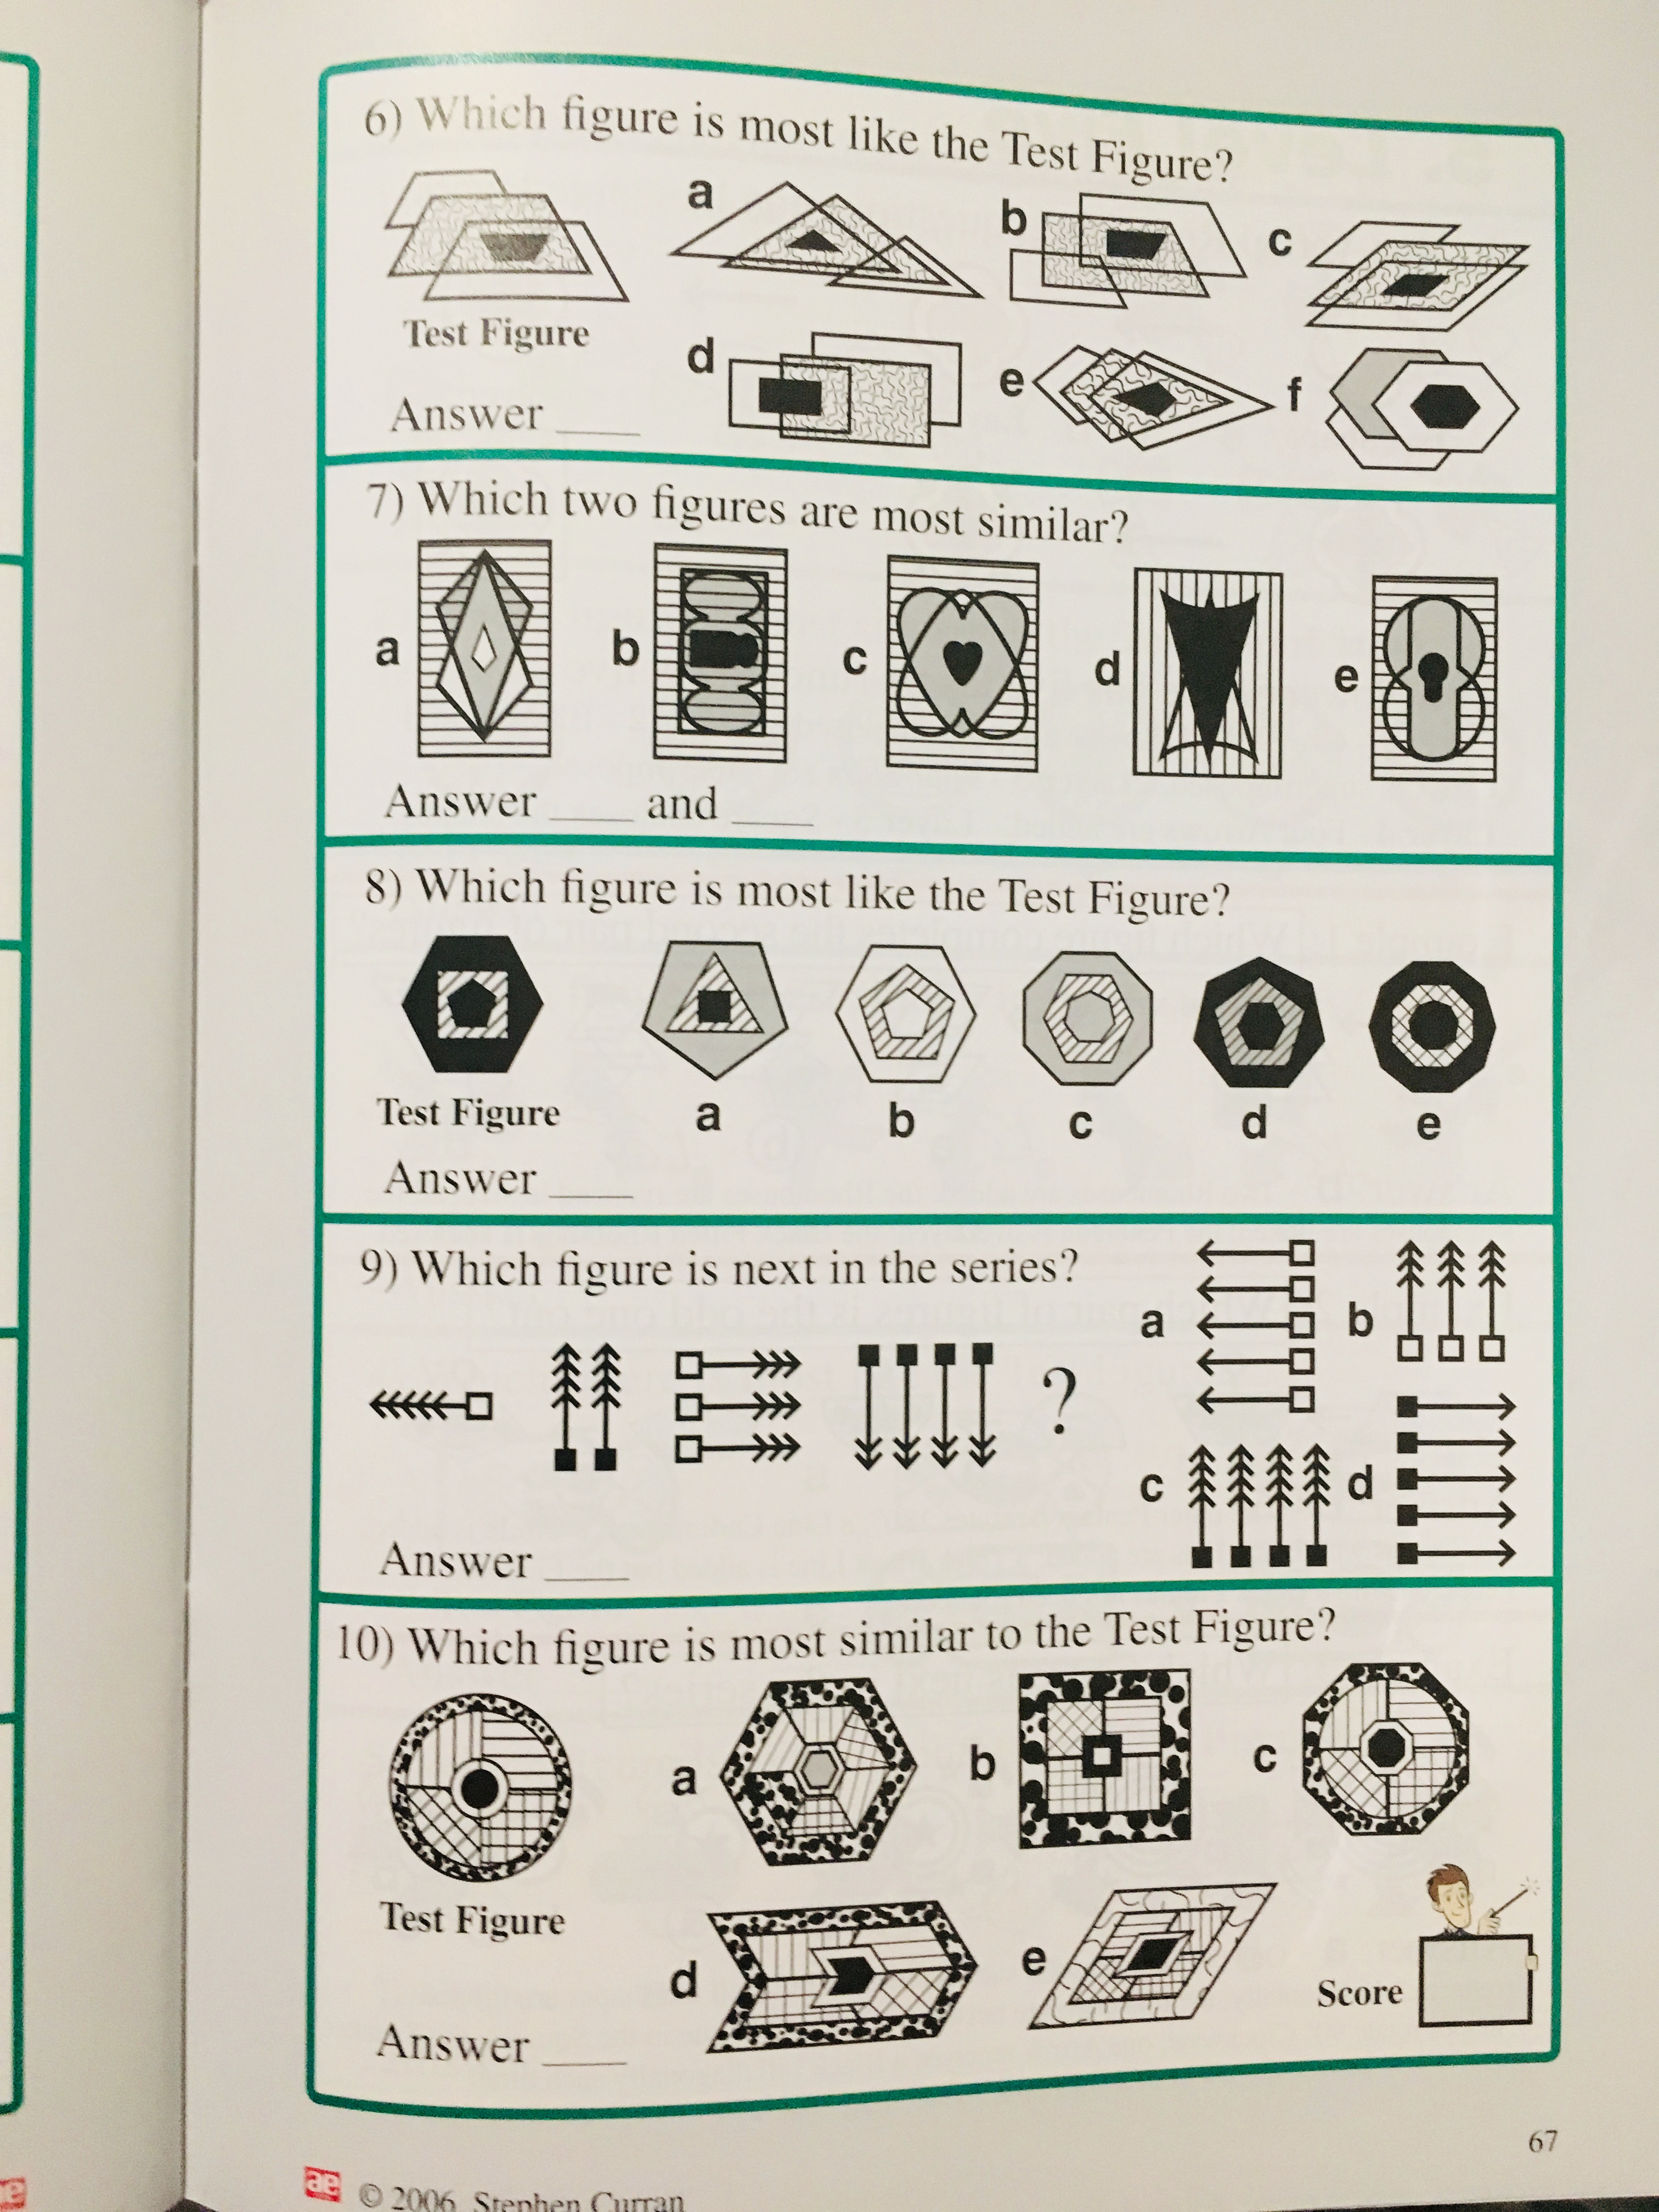 6) Which figure is most like the Test Figure?
a
b
c
Test Figure
d
e
f
Answer ____
7) Which two figures are most similar?
a
b
c
d
e
Answer ____ and ____
8) Which figure is most like the Test Figure?
Test Figure
a
b
c
d
e
Answer ____
9) Which figure is next in the series?
a
b
?
c
d
Answer ____
10) Which figure is most similar to the Test Figure?
a
b
c
Test Figure
d
e
Score
Answer ____
67
ae © 2006 Stephen Curran